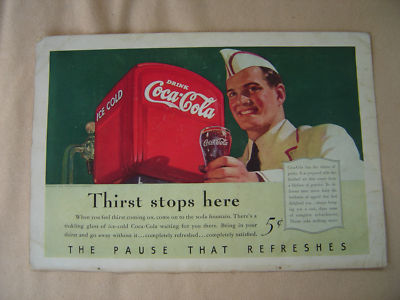 ICE COLD
DRINK
Coca-Cola
Coca-Cola
Thirst stops here
When you feel thirst coming on, come on to the soda fountain. There's a
tinkling glass of ice-cold Coca-Cola waiting for you there. Bring in your
thirst and go away without it...completely refreshed...completely satisfied.
5¢
THE PAUSE THAT REFRESHES